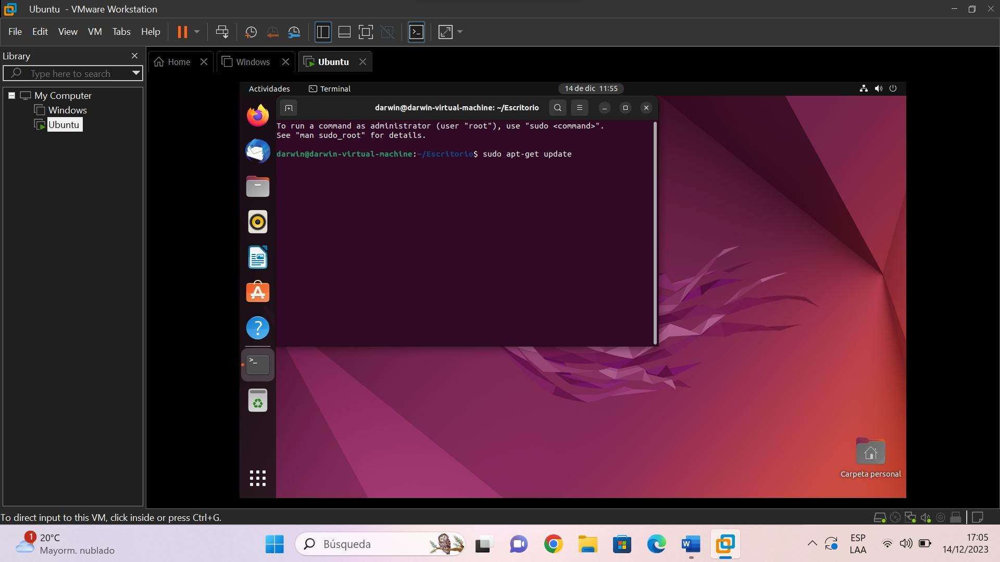 Ubuntu - VMware Workstation
File Edit View VM Tabs Help
Library
Home
Windows
Ubuntu
Type here to search
My Computer
Windows
Ubuntu
Actividades
Terminal
14 de dic 11:55
darwin@darwin-virtual-machine: ~/Escritorio
To run a command as administrator (user "root"), use "sudo <command>".
See "man sudo_root" for details.
darwin@darwin-virtual-machine:~/Escritorio$ sudo apt-get update
Carpeta personal
To direct input to this VM, click inside or press Ctrl+G.
1
20°C
Mayorm. nublado
Búsqueda
ESP
LAA
17:05
14/12/2023